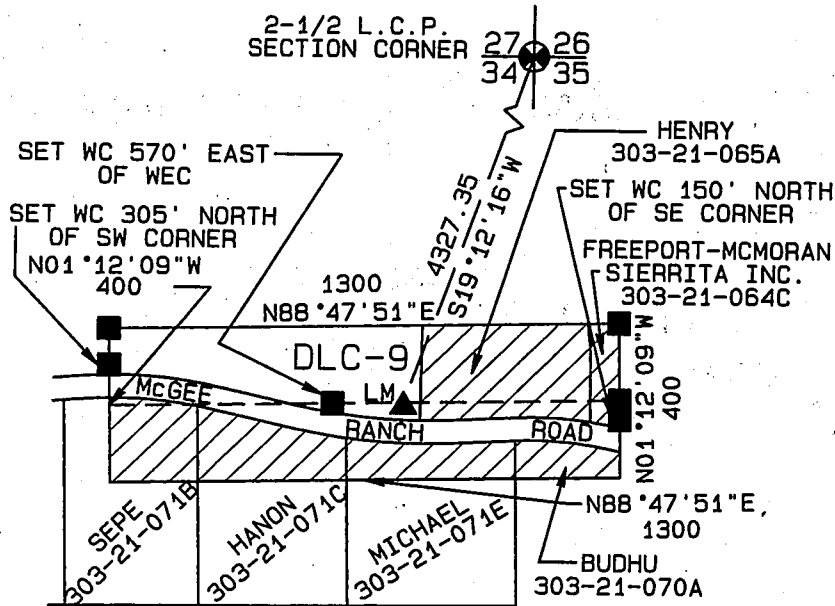 2-1/2 L.C.P.
SECTION CORNER
27 26
34 35
HENRY
303-21-065A
SET WC 570' EAST
OF WEC
SET WC 150' NORTH
OF SE CORNER
SET WC 305' NORTH
OF SW CORNER
FREEPORT-MCMORAN
SIERRITA INC.
303-21-064C
N01°12'09"W
400
4327.35
S19°12'16"W
1300
N88°47'51"E
DLC-9
LM
McGEE
RANCH
ROAD
N01°12'09"W
400
SEPE
303-21-071B
HANON
303-21-071C
MICHAEL
303-21-071E
N88°47'51"E,
1300
BUDHU
303-21-070A